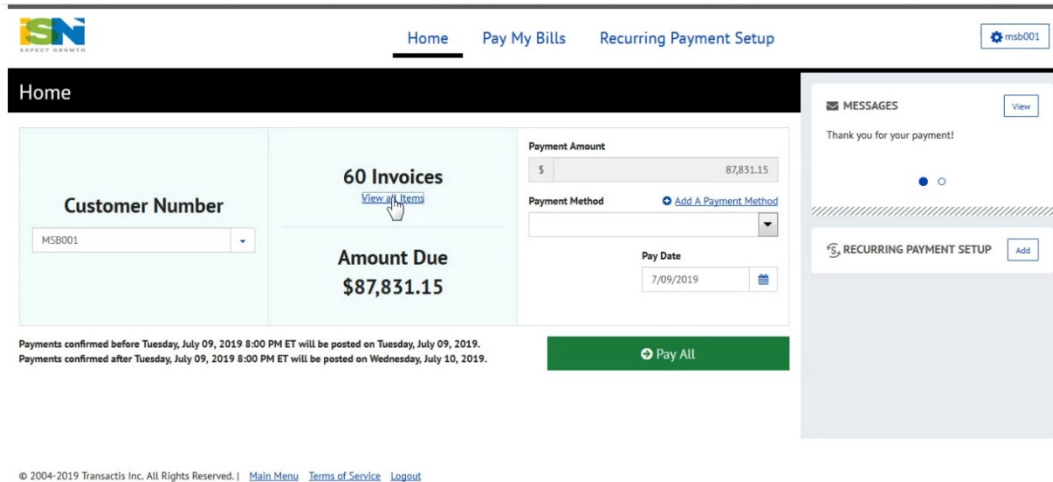 ISN
EXPECT GROWTH
Home
Pay My Bills
Recurring Payment Setup
msb001
Home
Customer Number
MSB001
60 Invoices
View all Items
Amount Due
$87,831.15
Payment Amount
$ 87,831.15
Payment Method
Add A Payment Method
Pay Date
7/09/2019
Payments confirmed before Tuesday, July 09, 2019 8:00 PM ET will be posted on Tuesday, July 09, 2019.
Payments confirmed after Tuesday, July 09, 2019 8:00 PM ET will be posted on Wednesday, July 10, 2019.
Pay All
MESSAGES
View
Thank you for your payment!
RECURRING PAYMENT SETUP
Add
© 2004-2019 Transactis Inc. All Rights Reserved. | Main Menu Terms of Service Logout